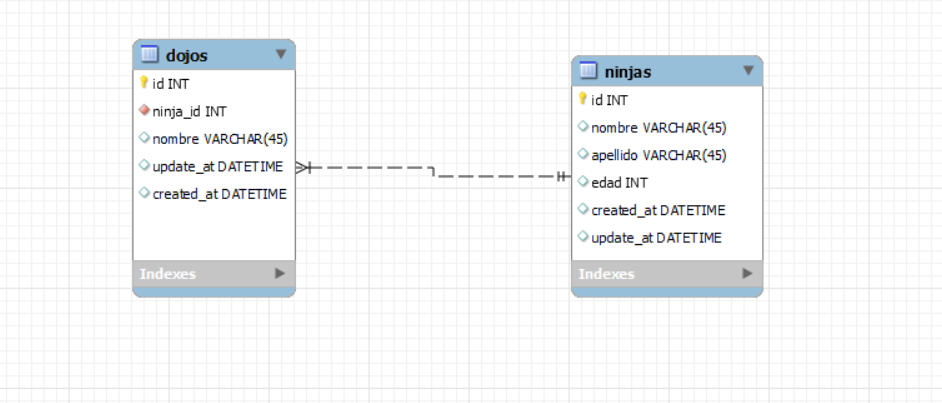 dojos
id INT
ninja_id INT
nombre VARCHAR(45)
update_at DATETIME
created_at DATETIME
Indexes
ninjas
id INT
nombre VARCHAR(45)
apellido VARCHAR(45)
edad INT
created_at DATETIME
update_at DATETIME
Indexes